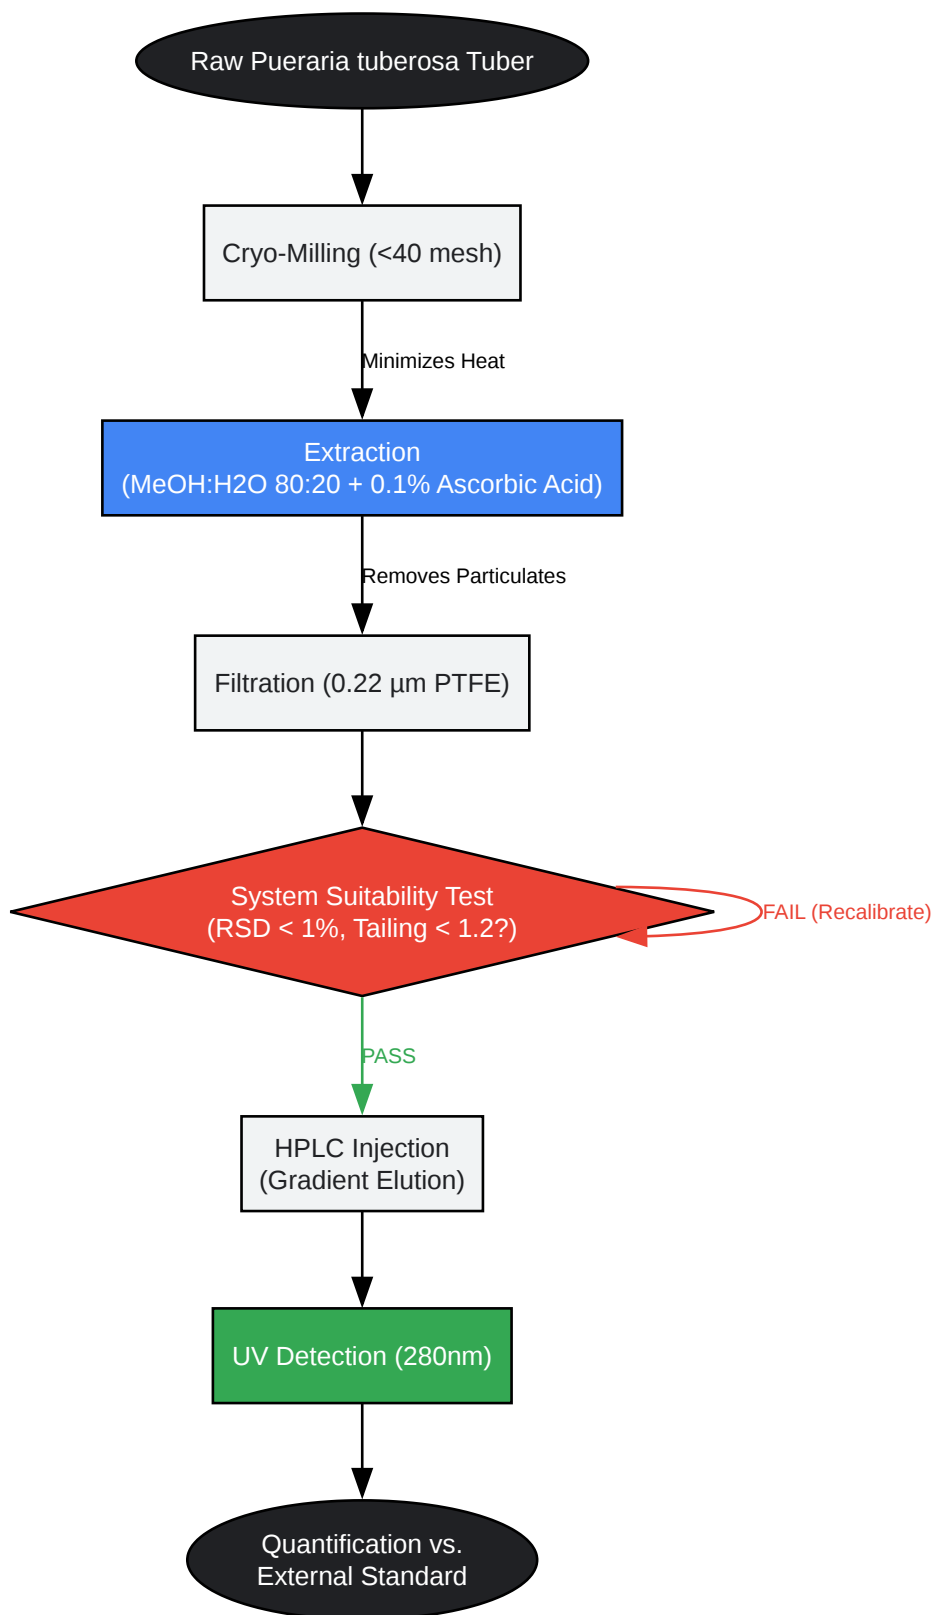 Raw Pueraria tuberosa Tuber
Cryo-Milling (<40 mesh)
Minimizes Heat
Extraction
(MeOH:H2O 80:20 + 0.1% Ascorbic Acid)
Removes Particulates
Filtration (0.22 µm PTFE)
System Suitability Test
(RSD < 1%, Tailing < 1.2?)
FAIL (Recalibrate)
PASS
HPLC Injection
(Gradient Elution)
UV Detection (280nm)
Quantification vs.
External Standard